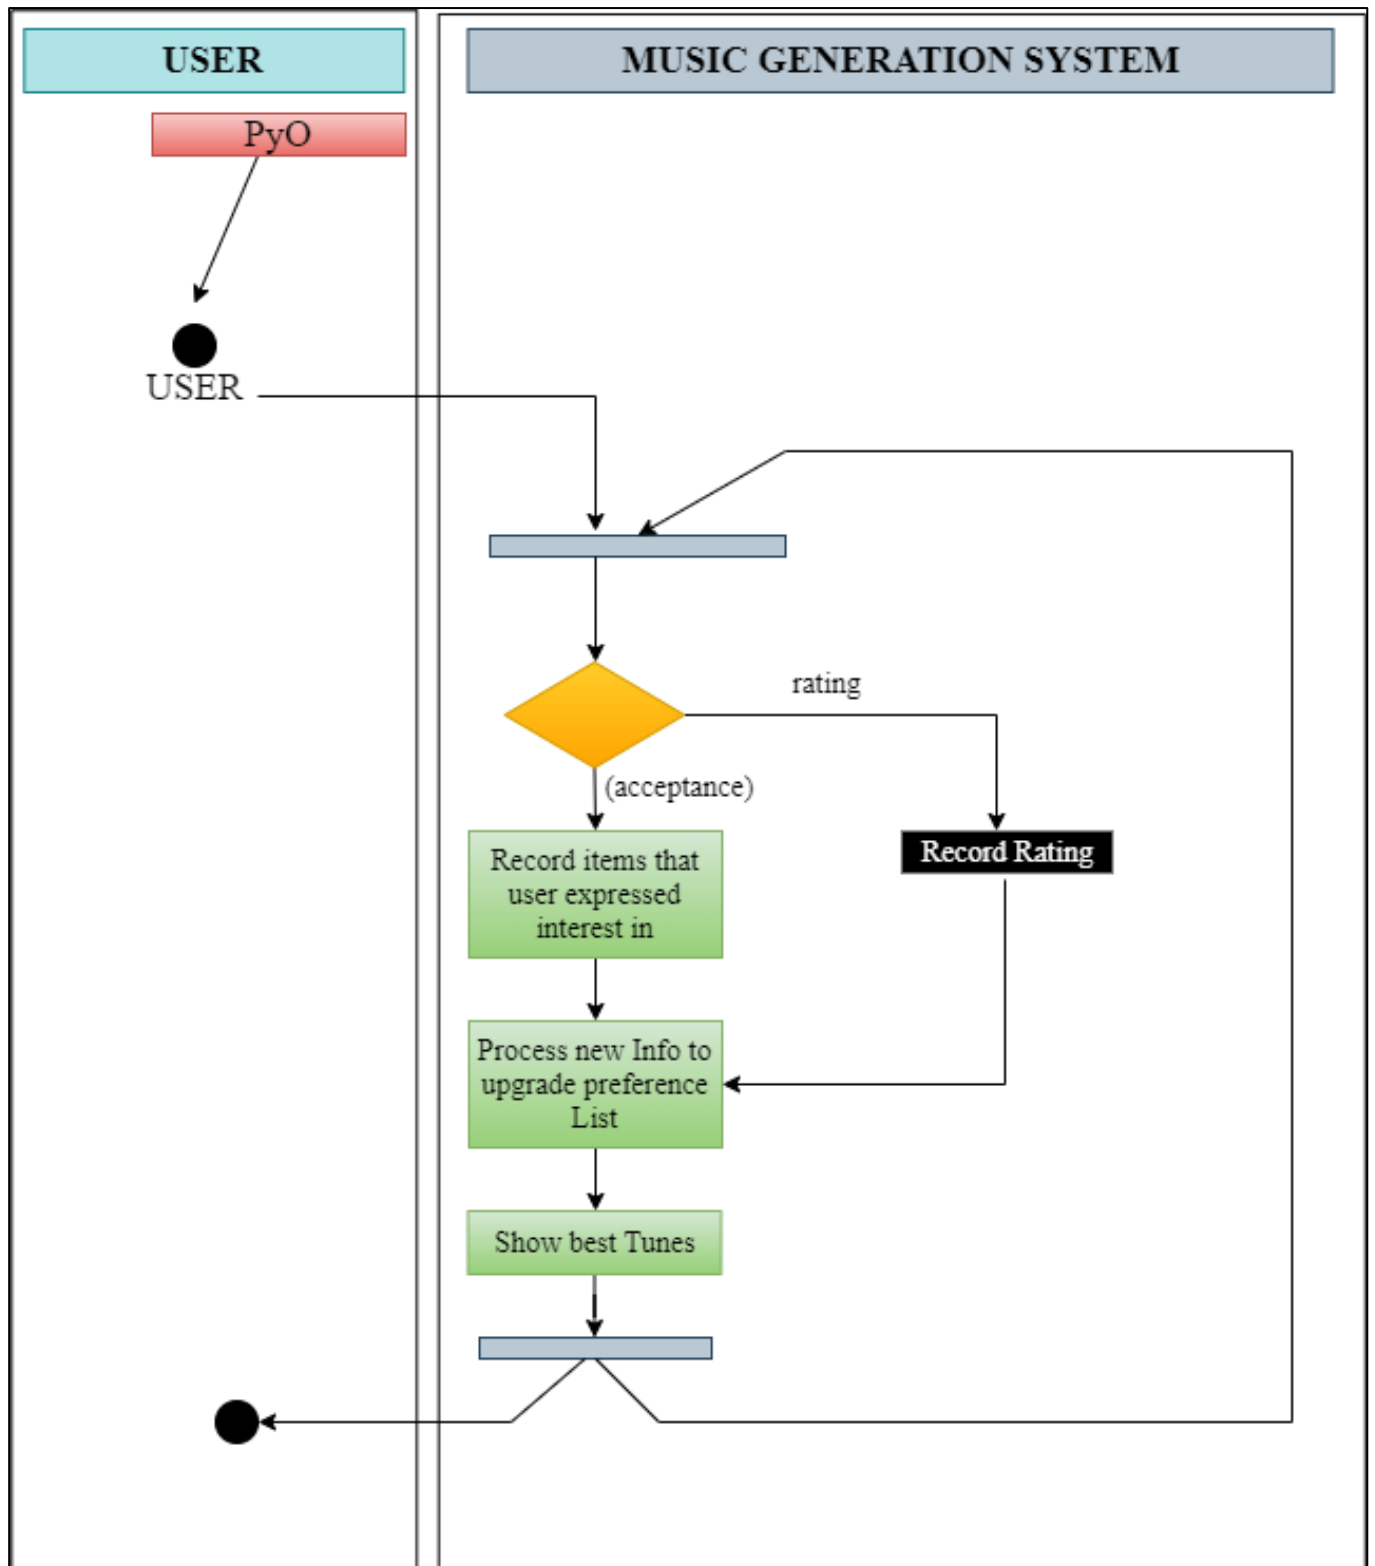 USER
MUSIC GENERATION SYSTEM
PyO
USER
rating
(acceptance)
Record items that
user expressed
interest in
Record Rating
Process new Info to
upgrade preference
List
Show best Tunes